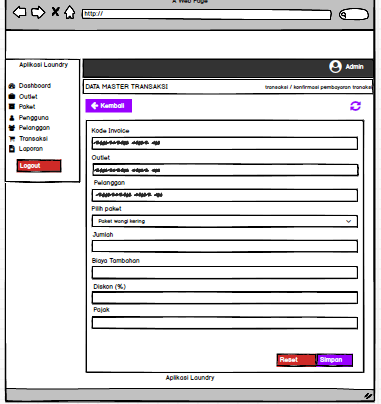 A Web Page
http://
Aplikasi Laundry
Admin
Dashboard
Outlet
Paket
Pengguna
Pelanggan
Transaksi
Laporan
Logout
DATA MASTER TRANSAKSI
transaksi / konfirmasi pembayaran transaksi
Kembali
Kode Invoice
Outlet
Pelanggan
Pilih paket
Paket wangi kering
Jumlah
Biaya Tambahan
Diskon (%)
Pajak
Reset
Simpan
Aplikasi Laundry